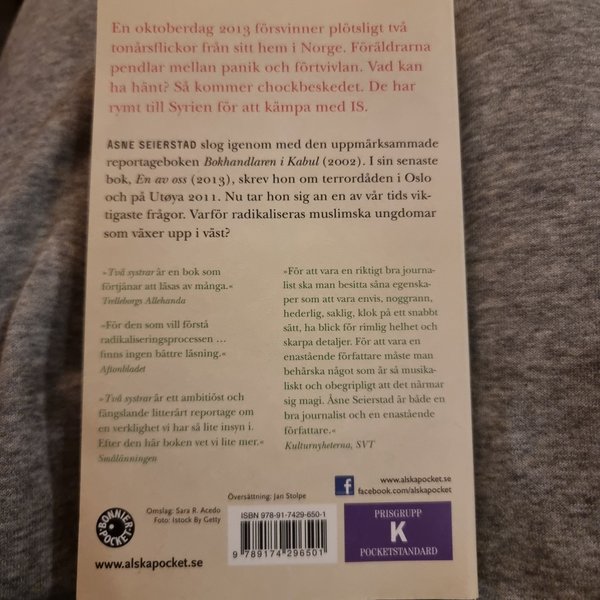 En oktoberdag 2013 försvinner plötsligt två
tonårsflickor från sitt hem i Norge. Föräldrarna
pendlar mellan panik och förtvivlan. Vad kan
ha hänt? Så kommer chockbeskedet. De har
rymt till Syrien för att kämpa med IS.
ÅSNE SEIERSTAD slog igenom med den uppmärksammade
reportageboken Bokhandlaren i Kabul (2002). I sin senaste
bok, En av oss (2013), skrev hon om terrordåden i Oslo
och på Utøya 2011. Nu tar hon sig an en av vår tids vik-
tigaste frågor. Varför radikaliseras muslimska ungdomar
som växer upp i väst?
»Två systrar är en bok som
förtjänar att läsas av många.«
Trelleborgs Allehanda
»För den som vill förstå
radikaliseringsprocessen …
finns ingen bättre läsning.«
Aftonbladet
»Två systrar är ett ambitiöst och
fängslande litterärt reportage om
en verklighet vi har så lite insyn i.
Efter den här boken vet vi lite mer.«
Smålänningen
»För att vara en riktigt bra journa-
list ska man besitta såna egenska-
per som att vara envis, noggrann,
hederlig, saklig, klok på ett snabbt
sätt, ha blick för rimlig helhet och
skarpa detaljer. För att vara en
enastående författare måste man
behärska något som är så musika-
liskt och obegripligt att det närmar
sig magi. Åsne Seierstad är både en
bra journalist och en enastående
författare.«
Kulturnyheterna, SVT
f
www.alskapocket.se
facebook.com/alskapocket
Översättning: Jan Stolpe
Omslag: Sara R. Acedo
Foto: Istock By Getty
BONNIER POCKET
www.alskapocket.se
ISBN 978-91-7429-650-1
9 789174 296501
PRISGRUPP
K
POCKETSTANDARD